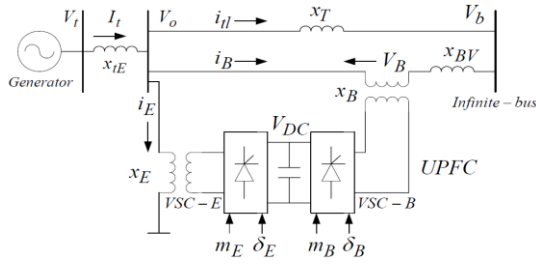 V_t I_t V_o i_tl x_T V_b
Generator x_tE i_B V_B x_BV
i_E x_B Infinite-bus
V_DC
x_E UPFC
VSC-E VSC-B
m_E δ_E m_B δ_B